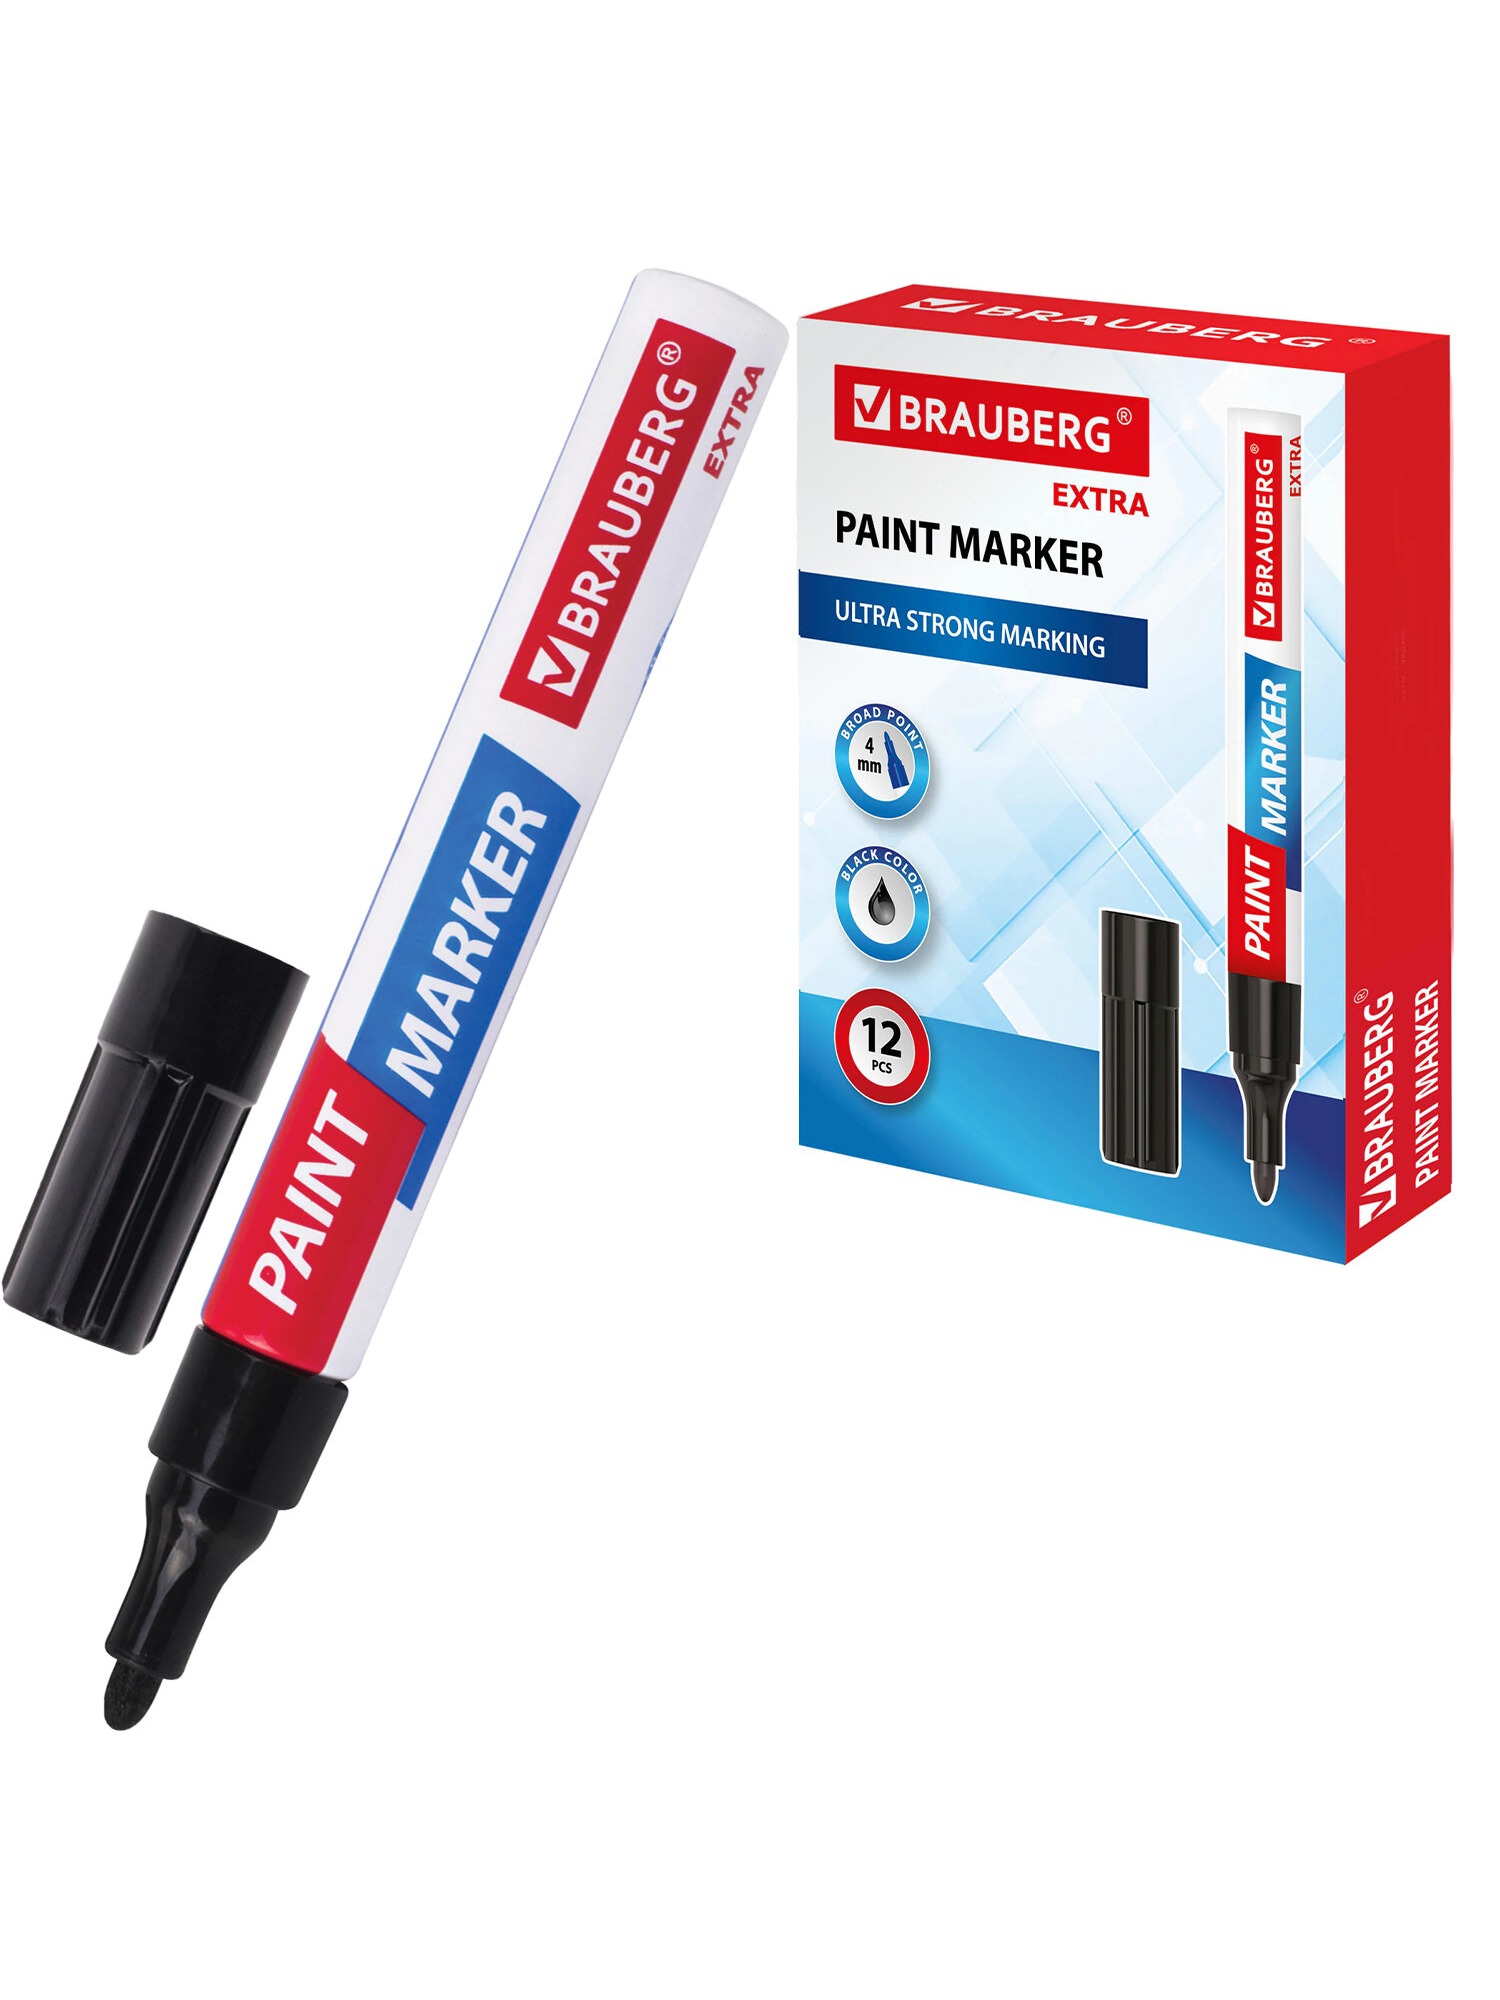 BRAUBERG®
EXTRA
MARKER
PAINT
BRAUBERG ®
BRAUBERG®
EXTRA
PAINT MARKER
ULTRA STRONG MARKING
BROAD POINT
4
mm
BLACK COLOR
12
PCS
BRAUBERG®
EXTRA
MARKER
PAINT
BRAUBERG®
PAINT MARKER